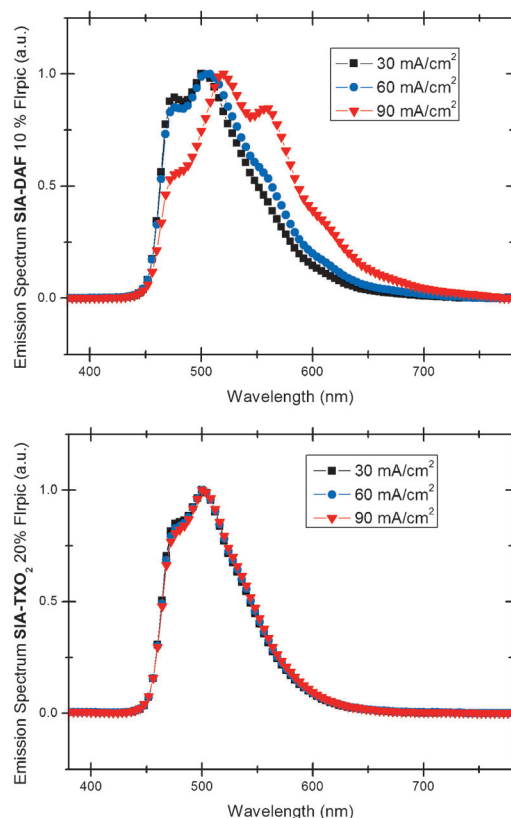 Emission Spectrum SIA-DAF 10 % FIrpic (a.u.)
1.0
0.5
0.0
30 mA/cm²
60 mA/cm²
90 mA/cm²
400 500 600 700
Wavelength (nm)
Emission Spectrum SIA-TXO₂ 20% FIrpic (a.u.)
1.0
0.5
0.0
30 mA/cm²
60 mA/cm²
90 mA/cm²
400 500 600 700
Wavelength (nm)